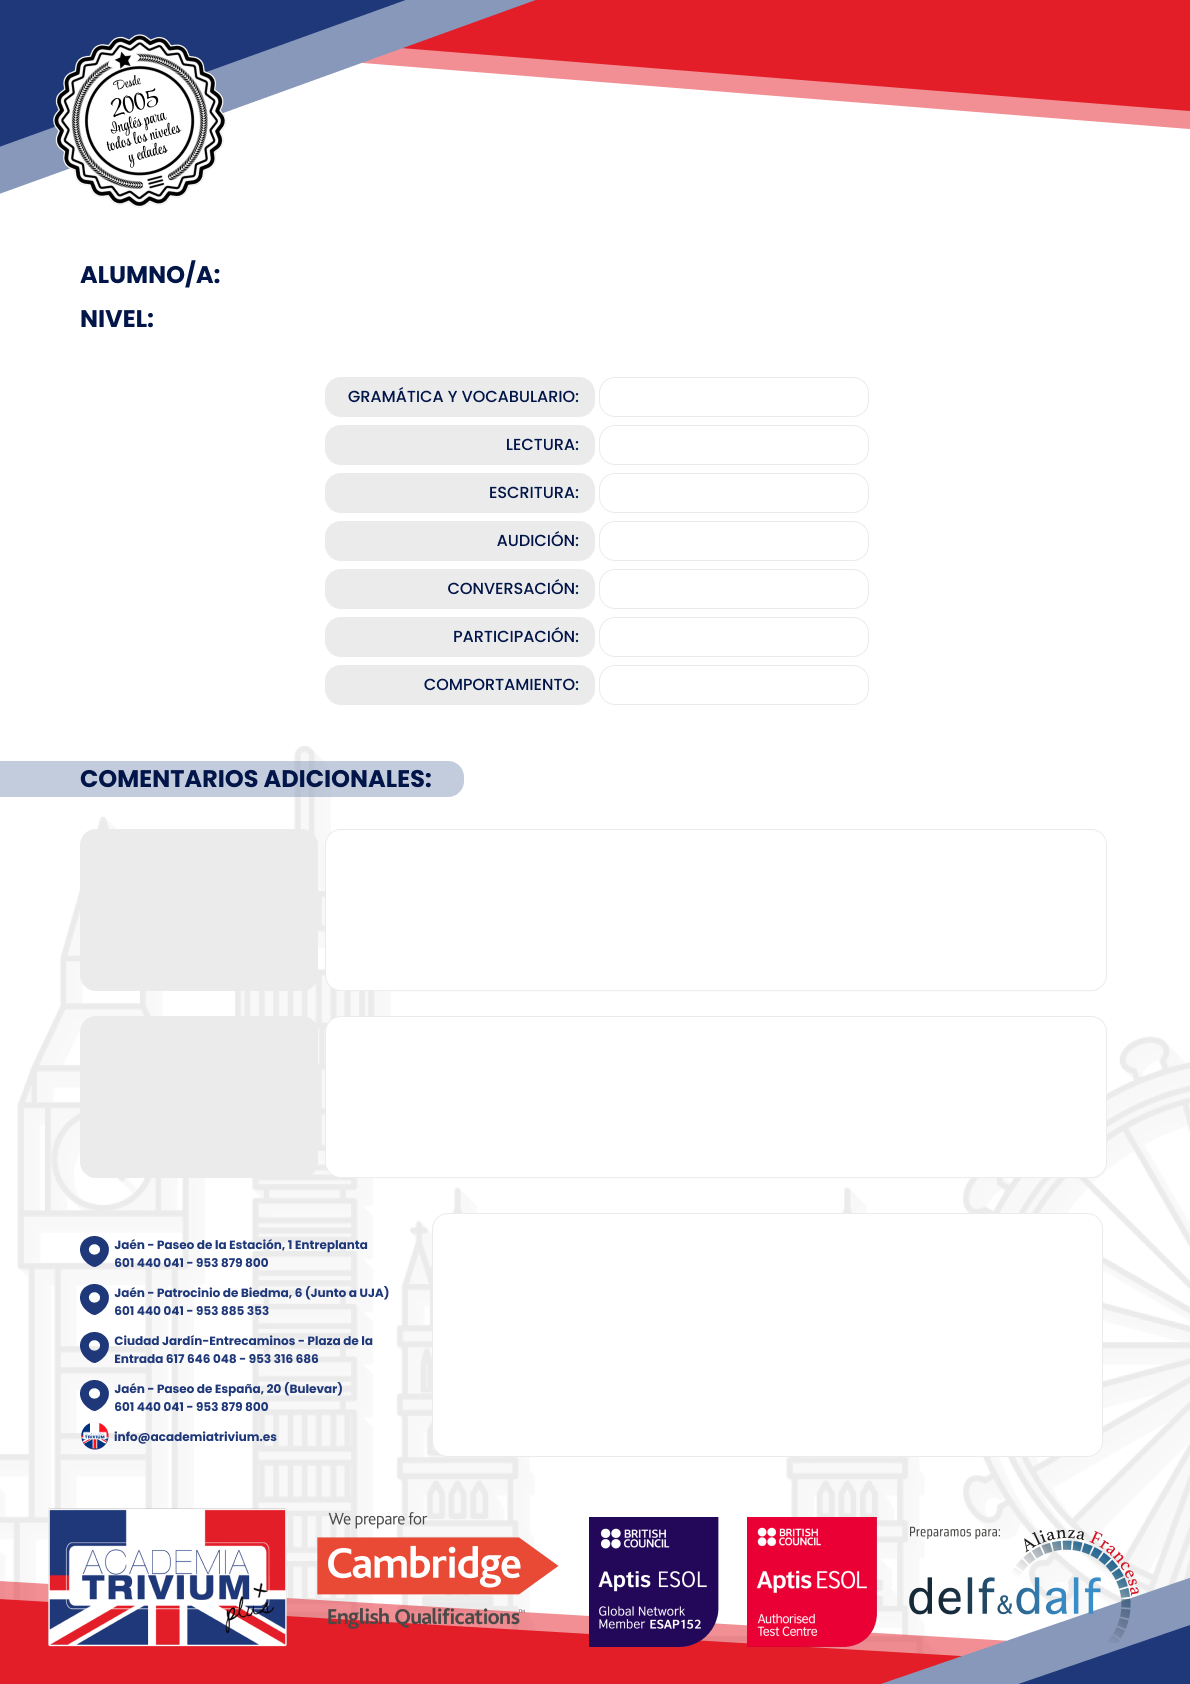 Desde
2005
Inglés para
todos los niveles
y edades
ALUMNO/A:
NIVEL:
GRAMÁTICA Y VOCABULARIO:
LECTURA:
ESCRITURA:
AUDICIÓN:
CONVERSACIÓN:
PARTICIPACIÓN:
COMPORTAMIENTO:
COMENTARIOS ADICIONALES:
Jaén - Paseo de la Estación, 1 Entreplanta
601 440 041 - 953 879 800
Jaén - Patrocinio de Biedma, 6 (Junto a UJA)
601 440 041 - 953 885 353
Ciudad Jardín-Entrecaminos - Plaza de la
Entrada 617 646 048 - 953 316 686
Jaén - Paseo de España, 20 (Bulevar)
601 440 041 - 953 879 800
TRIVIUM
info@academiatrivium.es
ACADEMIA
TRIVIUM+
plus
We prepare for
Cambridge
English Qualifications™
BRITISH
COUNCIL
Aptis ESOL
Global Network
Member ESAP152
BRITISH
COUNCIL
Aptis ESOL
Authorised
Test Centre
Preparamos para:
Alianza Francesa
delf&dalf